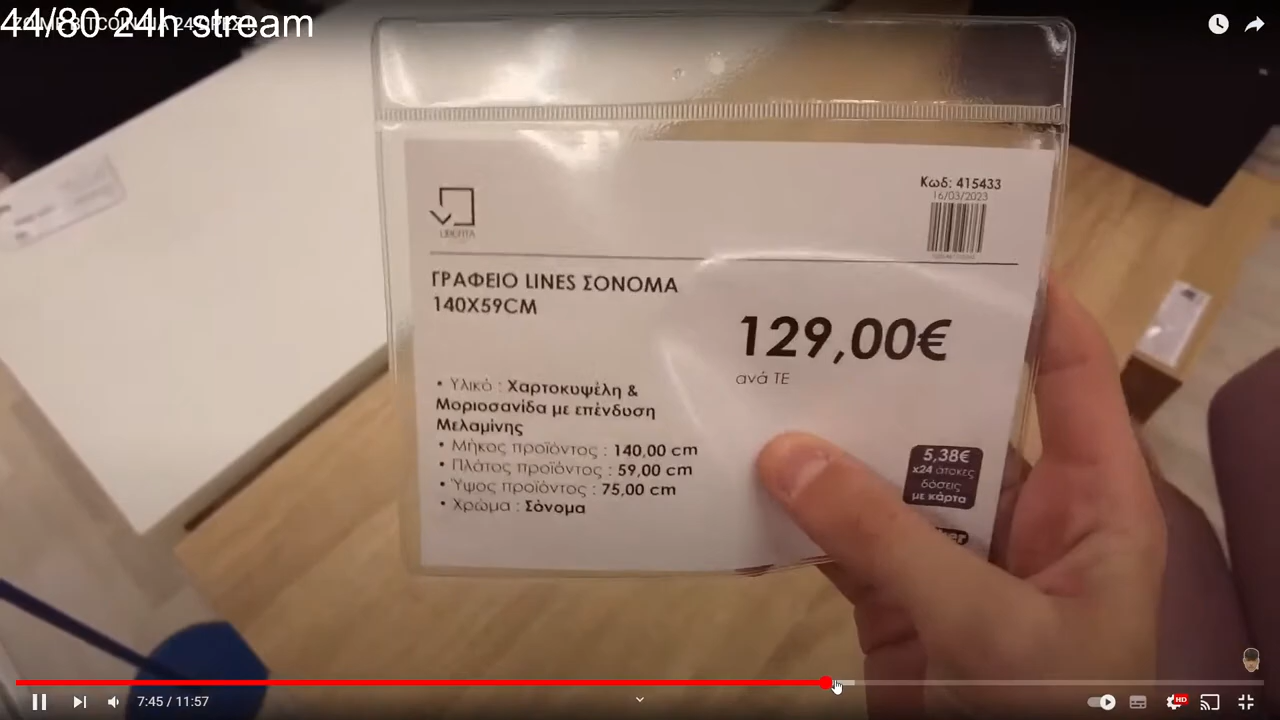 44/80 24h stream
LIBERTA
Κωδ: 415433
16/03/2023
ΓΡΑΦΕΙΟ LINES ΣΟΝΟΜΑ
140X59CM
129,00€
ανά ΤΕ
• Υλικό : Χαρτοκυψέλη &
Μοριοσανίδα με επένδυση
Μελαμίνης
• Μήκος προϊόντος : 140,00 cm
• Πλάτος προϊόντος : 59,00 cm
• Ύψος προϊόντος : 75,00 cm
• Χρώμα : Σόνομα
5,38€
x24 άτοκες
δόσεις
με κάρτα
7:45 / 11:57
HD